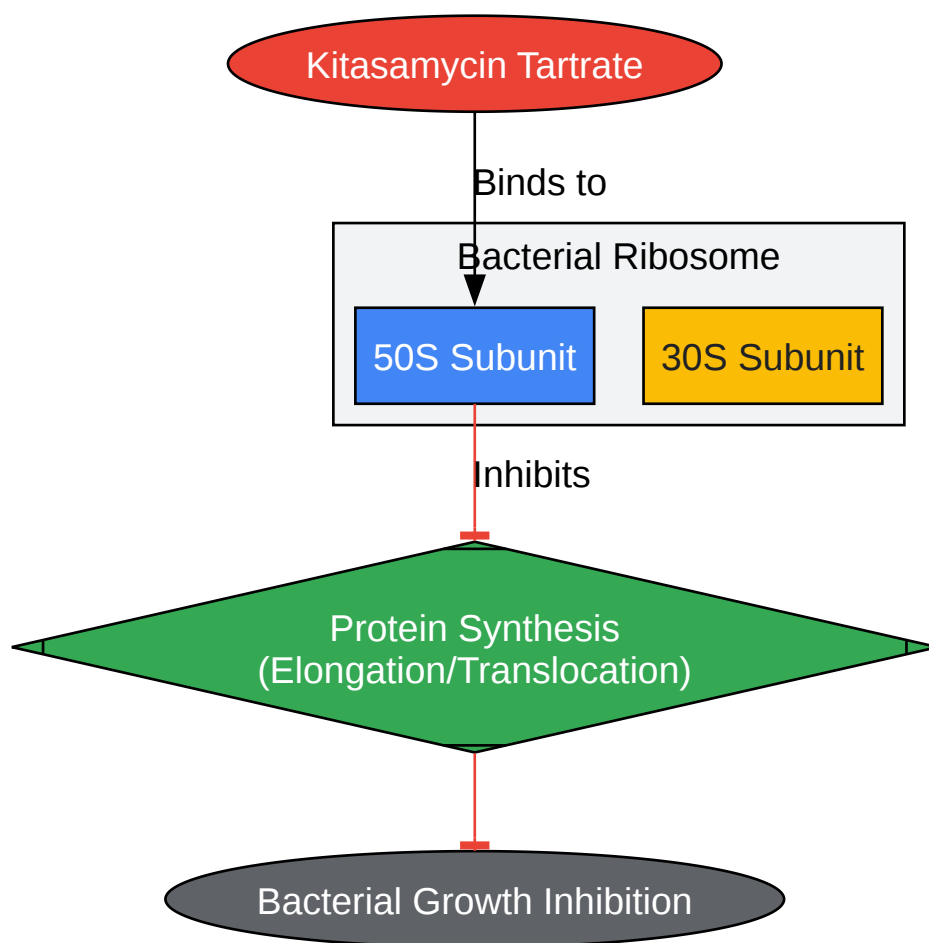 Kitasamycin Tartrate
Binds to
Bacterial Ribosome
50S Subunit
30S Subunit
Inhibits
Protein Synthesis
(Elongation/Translocation)
Bacterial Growth Inhibition